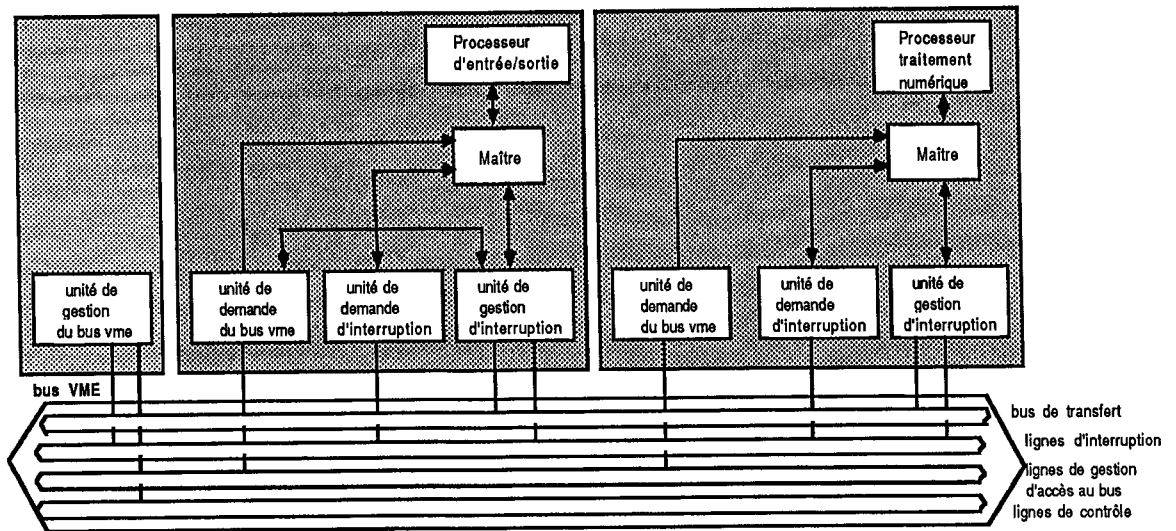 Processeur
d'entrée/sortie
Processeur
traitement
numérique
Maître
Maître
unité de
gestion
du bus vme
unité de
demande
du bus vme
unité de
demande
d'interruption
unité de
gestion
d'interruption
unité de
demande
du bus vme
unité de
demande
d'interruption
unité de
gestion
d'interruption
bus VME
bus de transfert
lignes d'interruption
lignes de gestion
d'accès au bus
lignes de contrôle